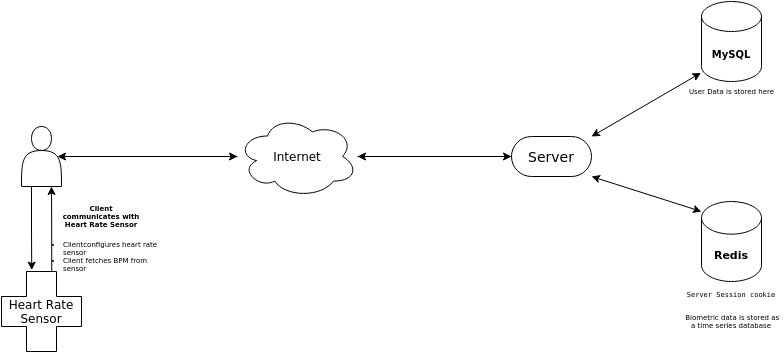 MySQL
User Data is stored here
Internet
Server
Client
communicates with
Heart Rate Sensor
Clientconfigures heart rate
sensor
Client fetches BPM from
sensor
Redis
Server Session cookie
Heart Rate
Sensor
Biometric data is stored as
a time series database